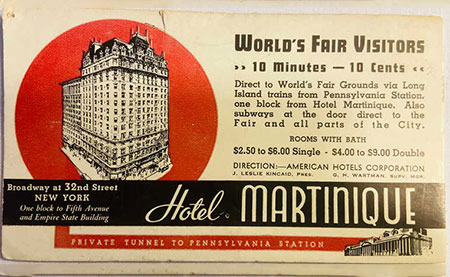 WORLD'S FAIR VISITORS
›› 10 Minutes — 10 Cents ‹‹
Direct to World's Fair Grounds via Long
Island trains from Pennsylvania Station,
one block from Hotel Martinique. Also
subways at the door direct to the
Fair and all parts of the City.
ROOMS WITH BATH
$2.50 to $6.00 Single - $4.00 to $9.00 Double
DIRECTION:—AMERICAN HOTELS CORPORATION
J. LESLIE KINCAID, PRES. G. H. WARTMAN, SUPV. MGR.
Broadway at 32nd Street
NEW YORK
One block to Fifth Avenue
and Empire State Building
Hotel MARTINIQUE
PRIVATE TUNNEL TO PENNSYLVANIA STATION